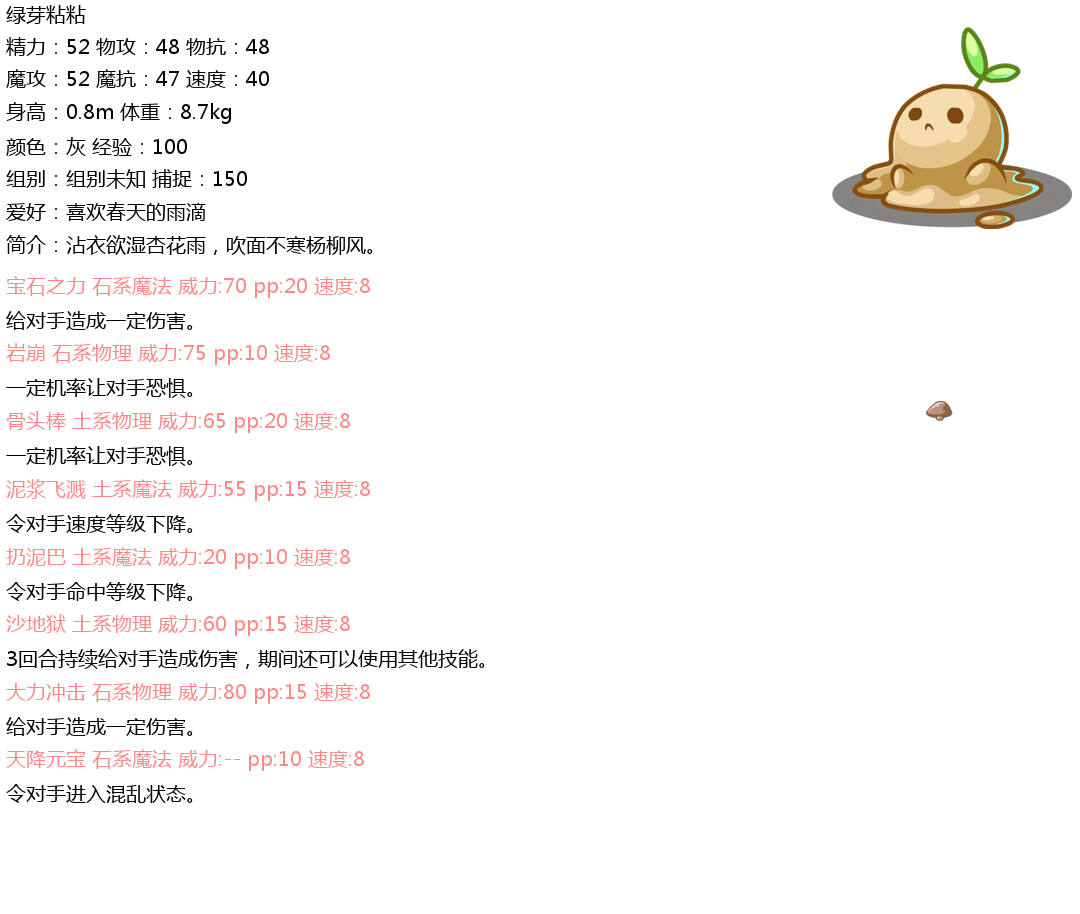 绿芽粘粘
精力：52 物攻：48 物抗：48
魔攻：52 魔抗：47 速度：40
身高：0.8m 体重：8.7kg
颜色：灰 经验：100
组别：组别未知 捕捉：150
爱好：喜欢春天的雨滴
简介：沾衣欲湿杏花雨，吹面不寒杨柳风。
宝石之力 石系魔法 威力:70 pp:20 速度:8
给对手造成一定伤害。
岩崩 石系物理 威力:75 pp:10 速度:8
一定机率让对手恐惧。
骨头棒 土系物理 威力:65 pp:20 速度:8
一定机率让对手恐惧。
泥浆飞溅 土系魔法 威力:55 pp:15 速度:8
令对手速度等级下降。
扔泥巴 土系魔法 威力:20 pp:10 速度:8
令对手命中等级下降。
沙地狱 土系物理 威力:60 pp:15 速度:8
3回合持续给对手造成伤害，期间还可以使用其他技能。
大力冲击 石系物理 威力:80 pp:15 速度:8
给对手造成一定伤害。
天降元宝 石系魔法 威力:-- pp:10 速度:8
令对手进入混乱状态。